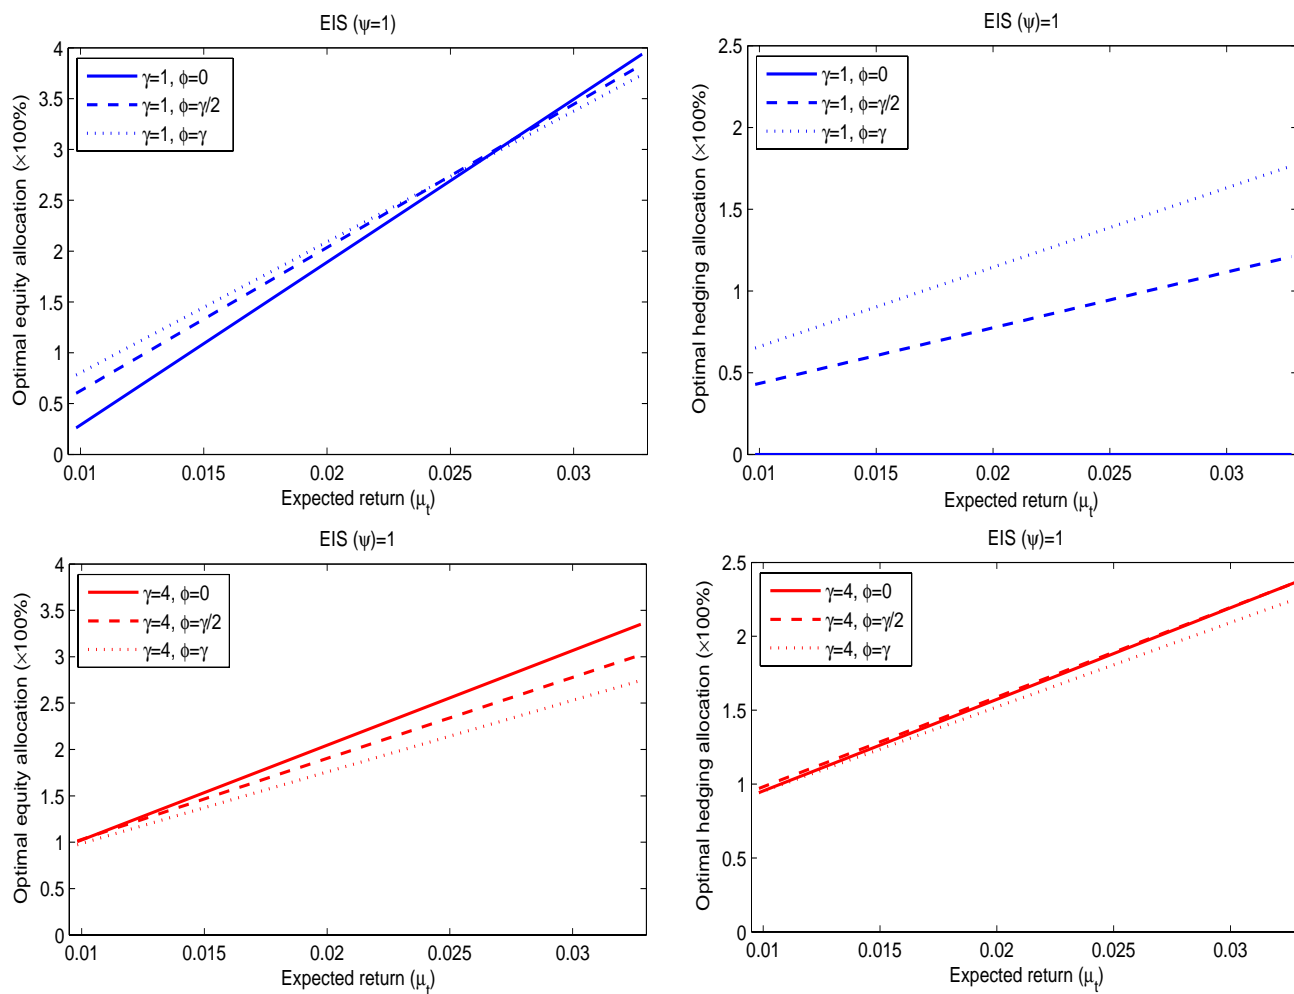 EIS (ψ=1)
Optimal equity allocation (×100%)
4
3.5
3
2.5
2
1.5
1
0.5
0
γ=1, ϕ=0
γ=1, ϕ=γ/2
γ=1, ϕ=γ
0.01 0.015 0.02 0.025 0.03
Expected return (μt)
EIS (ψ)=1
Optimal hedging allocation (×100%)
2.5
2
1.5
1
0.5
0
γ=1, ϕ=0
γ=1, ϕ=γ/2
γ=1, ϕ=γ
0.01 0.015 0.02 0.025 0.03
Expected return (μt)
EIS (ψ)=1
Optimal equity allocation (×100%)
4
3.5
3
2.5
2
1.5
1
0.5
0
γ=4, ϕ=0
γ=4, ϕ=γ/2
γ=4, ϕ=γ
0.01 0.015 0.02 0.025 0.03
Expected return (μt)
EIS (ψ)=1
Optimal hedging allocation (×100%)
2.5
2
1.5
1
0.5
0
γ=4, ϕ=0
γ=4, ϕ=γ/2
γ=4, ϕ=γ
0.01 0.015 0.02 0.025 0.03
Expected return (μt)